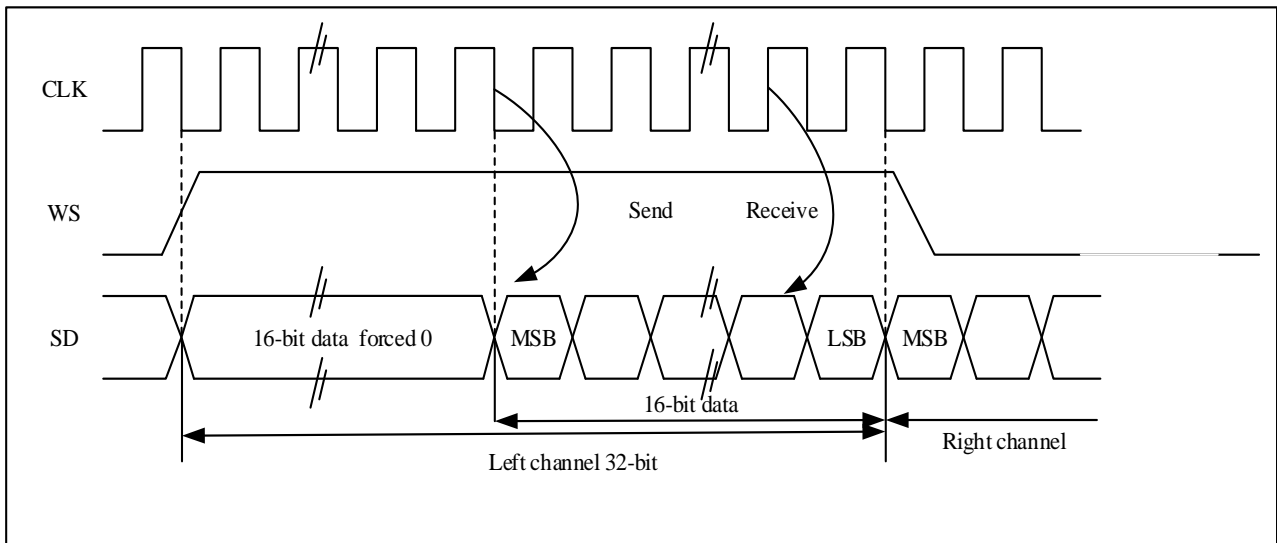 CLK
WS
Send
Receive
SD
16-bit data forced 0
MSB
LSB
MSB
16-bit data
Right channel
Left channel 32-bit